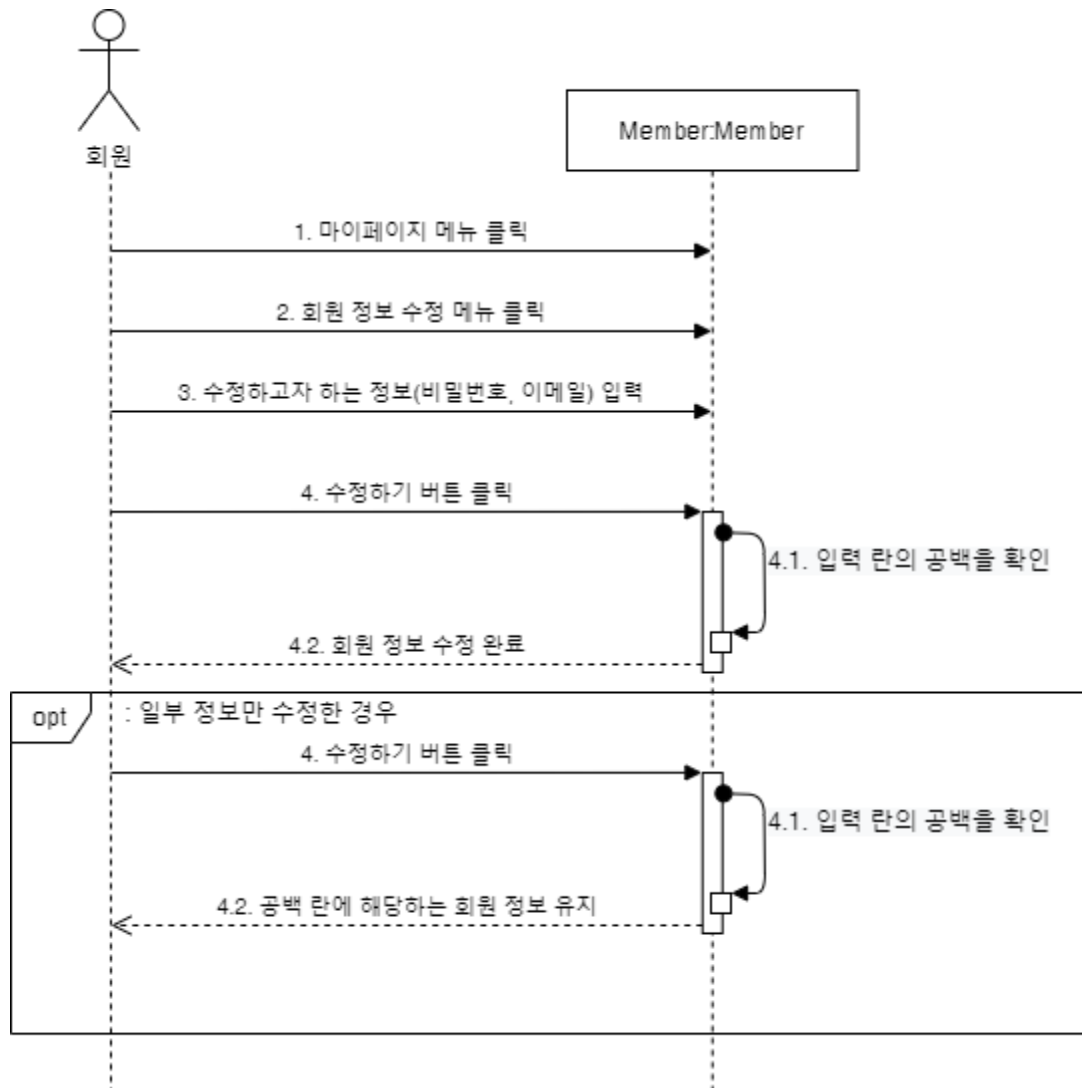 회원
Member:Member
1. 마이페이지 메뉴 클릭
2. 회원 정보 수정 메뉴 클릭
3. 수정하고자 하는 정보(비밀번호, 이메일) 입력
4. 수정하기 버튼 클릭
4.1. 입력 란의 공백을 확인
4.2. 회원 정보 수정 완료
opt
: 일부 정보만 수정한 경우
4. 수정하기 버튼 클릭
4.1. 입력 란의 공백을 확인
4.2. 공백 란에 해당하는 회원 정보 유지